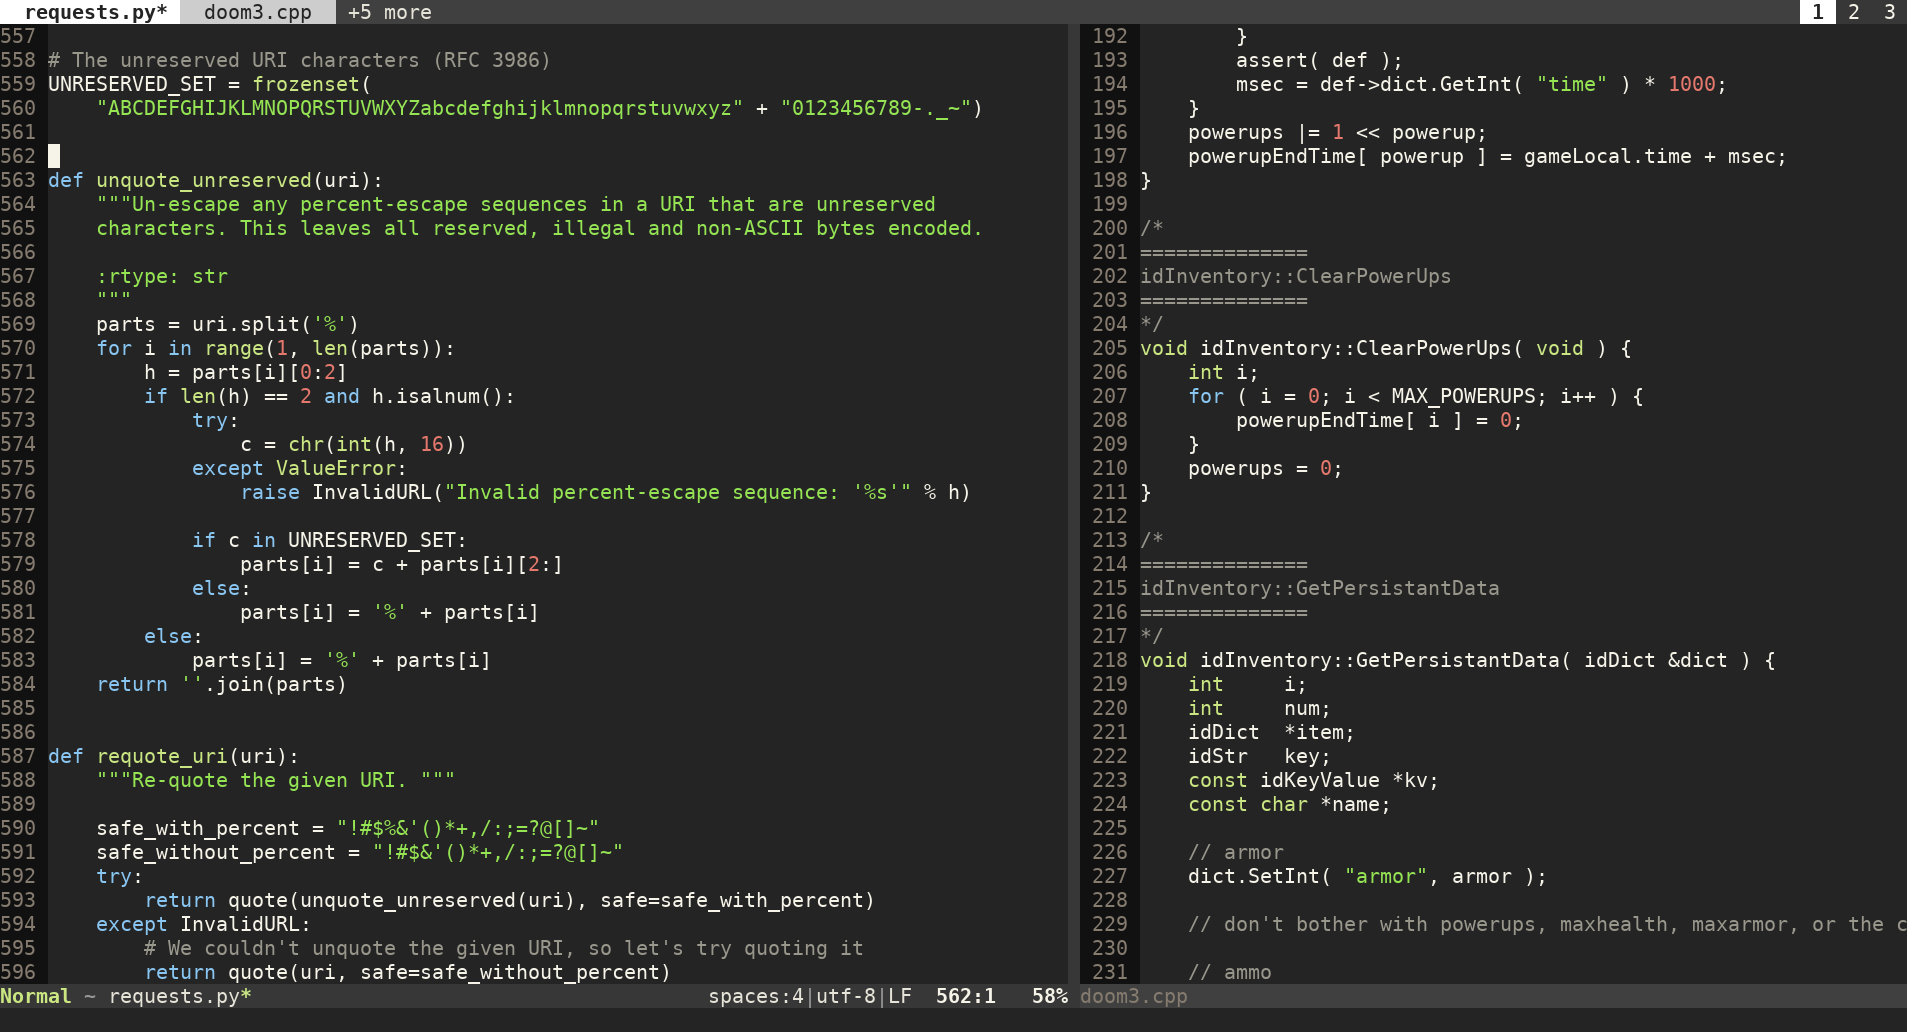 requests.py* doom3.cpp +5 more 1 2 3
557
558 # The unreserved URI characters (RFC 3986)
559 UNRESERVED_SET = frozenset(
560     "ABCDEFGHIJKLMNOPQRSTUVWXYZabcdefghijklmnopqrstuvwxyz" + "0123456789-._~")
561
562
563 def unquote_unreserved(uri):
564     """Un-escape any percent-escape sequences in a URI that are unreserved
565     characters. This leaves all reserved, illegal and non-ASCII bytes encoded.
566
567     :rtype: str
568     """
569     parts = uri.split('%')
570     for i in range(1, len(parts)):
571         h = parts[i][0:2]
572         if len(h) == 2 and h.isalnum():
573             try:
574                 c = chr(int(h, 16))
575             except ValueError:
576                 raise InvalidURL("Invalid percent-escape sequence: '%s'" % h)
577
578             if c in UNRESERVED_SET:
579                 parts[i] = c + parts[i][2:]
580             else:
581                 parts[i] = '%' + parts[i]
582         else:
583             parts[i] = '%' + parts[i]
584     return ''.join(parts)
585
586
587 def requote_uri(uri):
588     """Re-quote the given URI. """
589
590     safe_with_percent = "!#$%&'()*+,/:;=?@[]~"
591     safe_without_percent = "!#$&'()*+,/:;=?@[]~"
592     try:
593         return quote(unquote_unreserved(uri), safe=safe_with_percent)
594     except InvalidURL:
595         # We couldn't unquote the given URI, so let's try quoting it
596         return quote(uri, safe=safe_without_percent)
Normal ~ requests.py* spaces:4|utf-8|LF 562:1 58%
192         }
193         assert( def );
194         msec = def->dict.GetInt( "time" ) * 1000;
195     }
196     powerups |= 1 << powerup;
197     powerupEndTime[ powerup ] = gameLocal.time + msec;
198 }
199
200 /*
201 ==============
202 idInventory::ClearPowerUps
203 ==============
204 */
205 void idInventory::ClearPowerUps( void ) {
206     int i;
207     for ( i = 0; i < MAX_POWERUPS; i++ ) {
208         powerupEndTime[ i ] = 0;
209     }
210     powerups = 0;
211 }
212
213 /*
214 ==============
215 idInventory::GetPersistantData
216 ==============
217 */
218 void idInventory::GetPersistantData( idDict &dict ) {
219     int     i;
220     int     num;
221     idDict  *item;
222     idStr   key;
223     const idKeyValue *kv;
224     const char *name;
225
226     // armor
227     dict.SetInt( "armor", armor );
228
229     // don't bother with powerups, maxhealth, maxarmor, or the c
230
231     // ammo
doom3.cpp